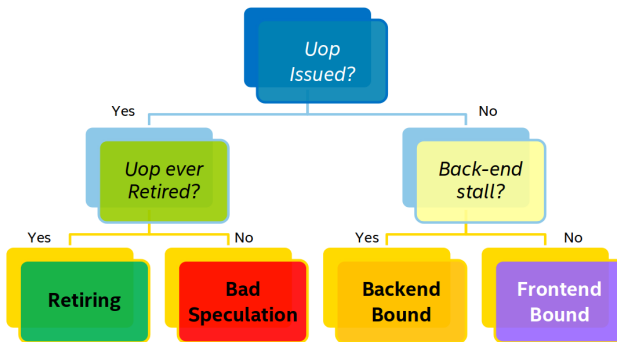 Uop
Issued?
Yes
No
Uop ever
Retired?
Back-end
stall?
Yes
No
Yes
No
Retiring
Bad
Speculation
Backend
Bound
Frontend
Bound